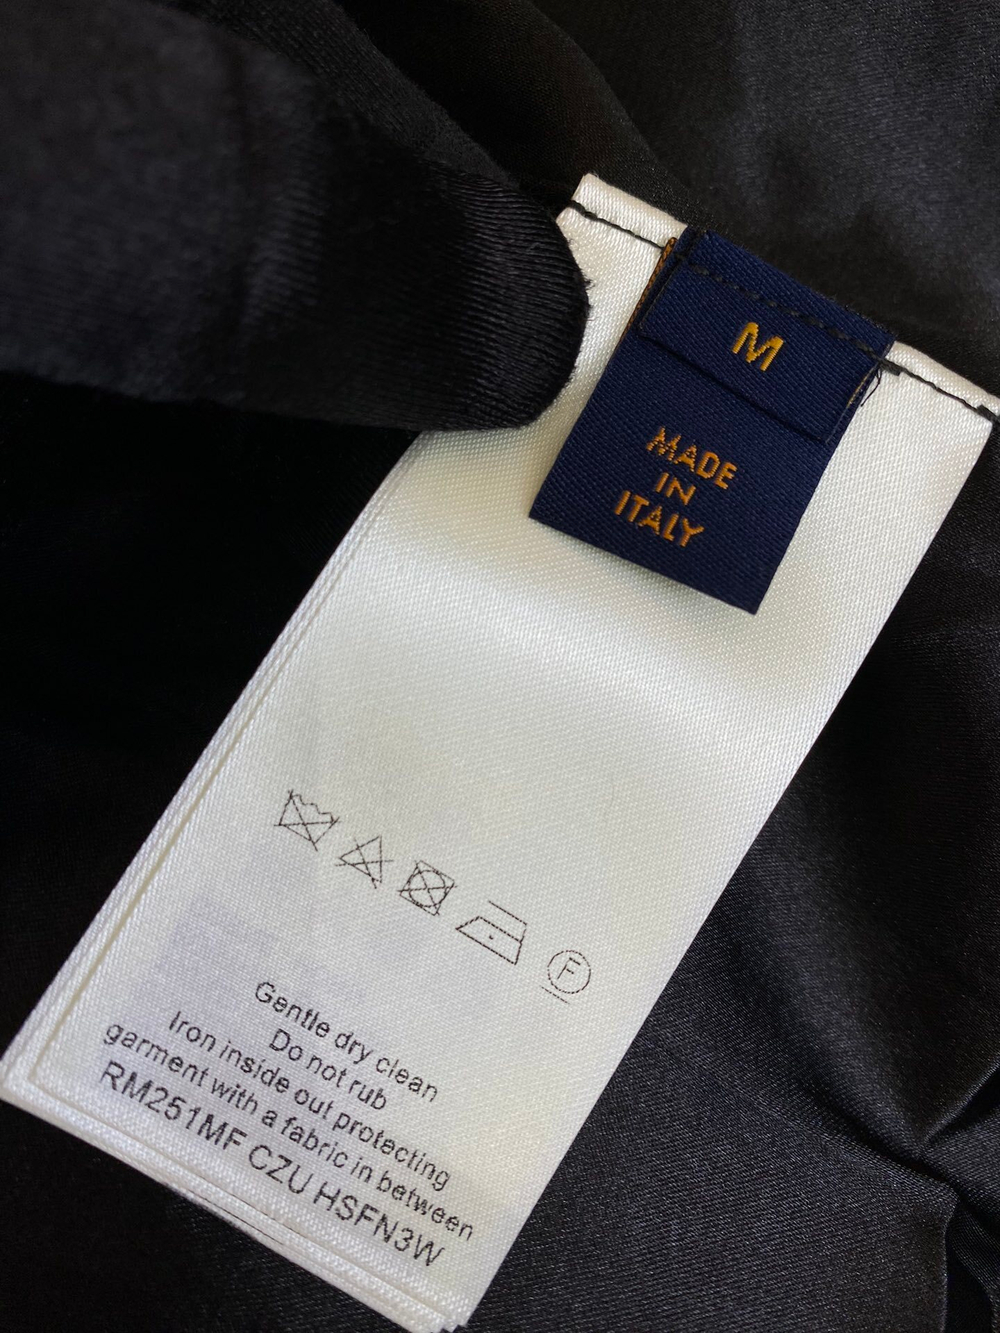 M
MADE
IN
ITALY
F
Gentle dry clean
Do not rub
Iron inside out protecting
garment with a fabric in between
RM251MF CZU HSFN3W